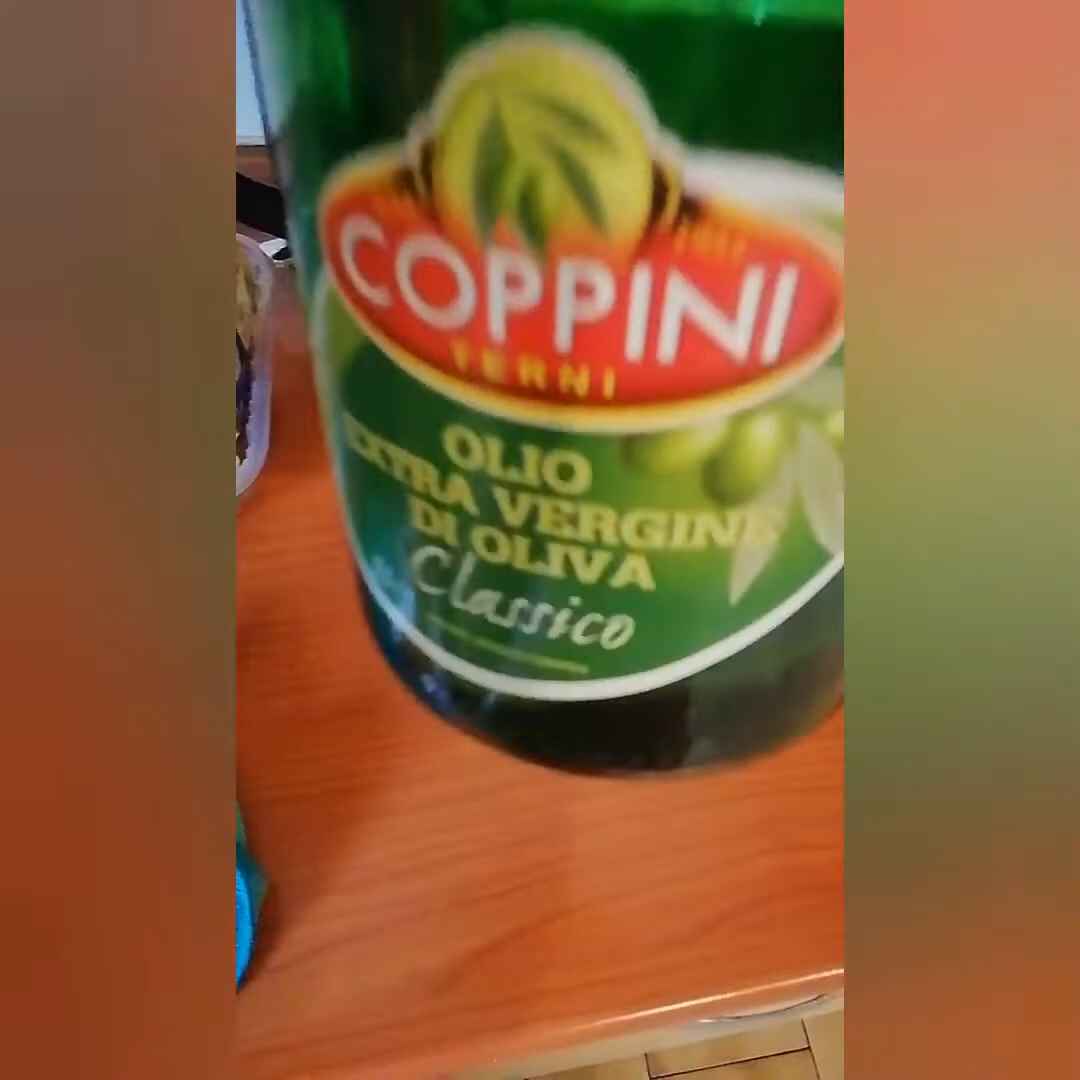 COPPINI
TERNI
OLIO
EXTRA VERGINE
DI OLIVA
Classico